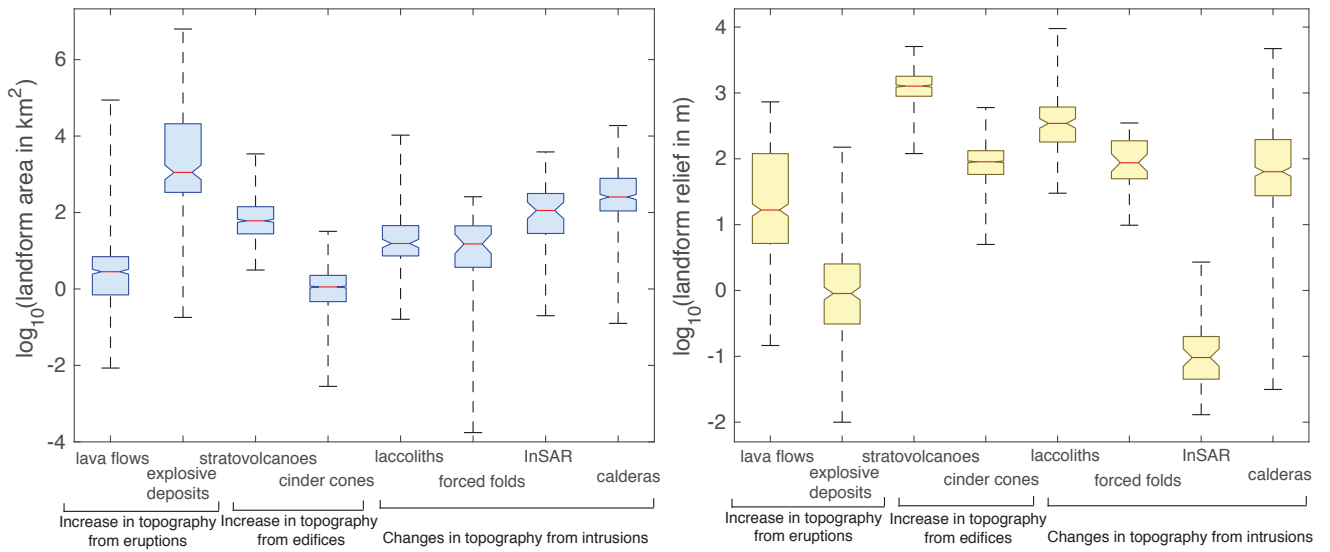 log10(landform area in km2)
6
4
2
0
-2
-4
lava flows
explosive
deposits
stratovolcanoes
cinder cones
laccoliths
forced folds
InSAR
calderas
Increase in topography
from eruptions
Increase in topography
from edifices
Changes in topography from intrusions
log10(landform relief in m)
4
3
2
1
0
-1
-2
lava flows
explosive
deposits
stratovolcanoes
cinder cones
laccoliths
forced folds
InSAR
calderas
Increase in topography
from eruptions
Increase in topography
from edifices
Changes in topography from intrusions